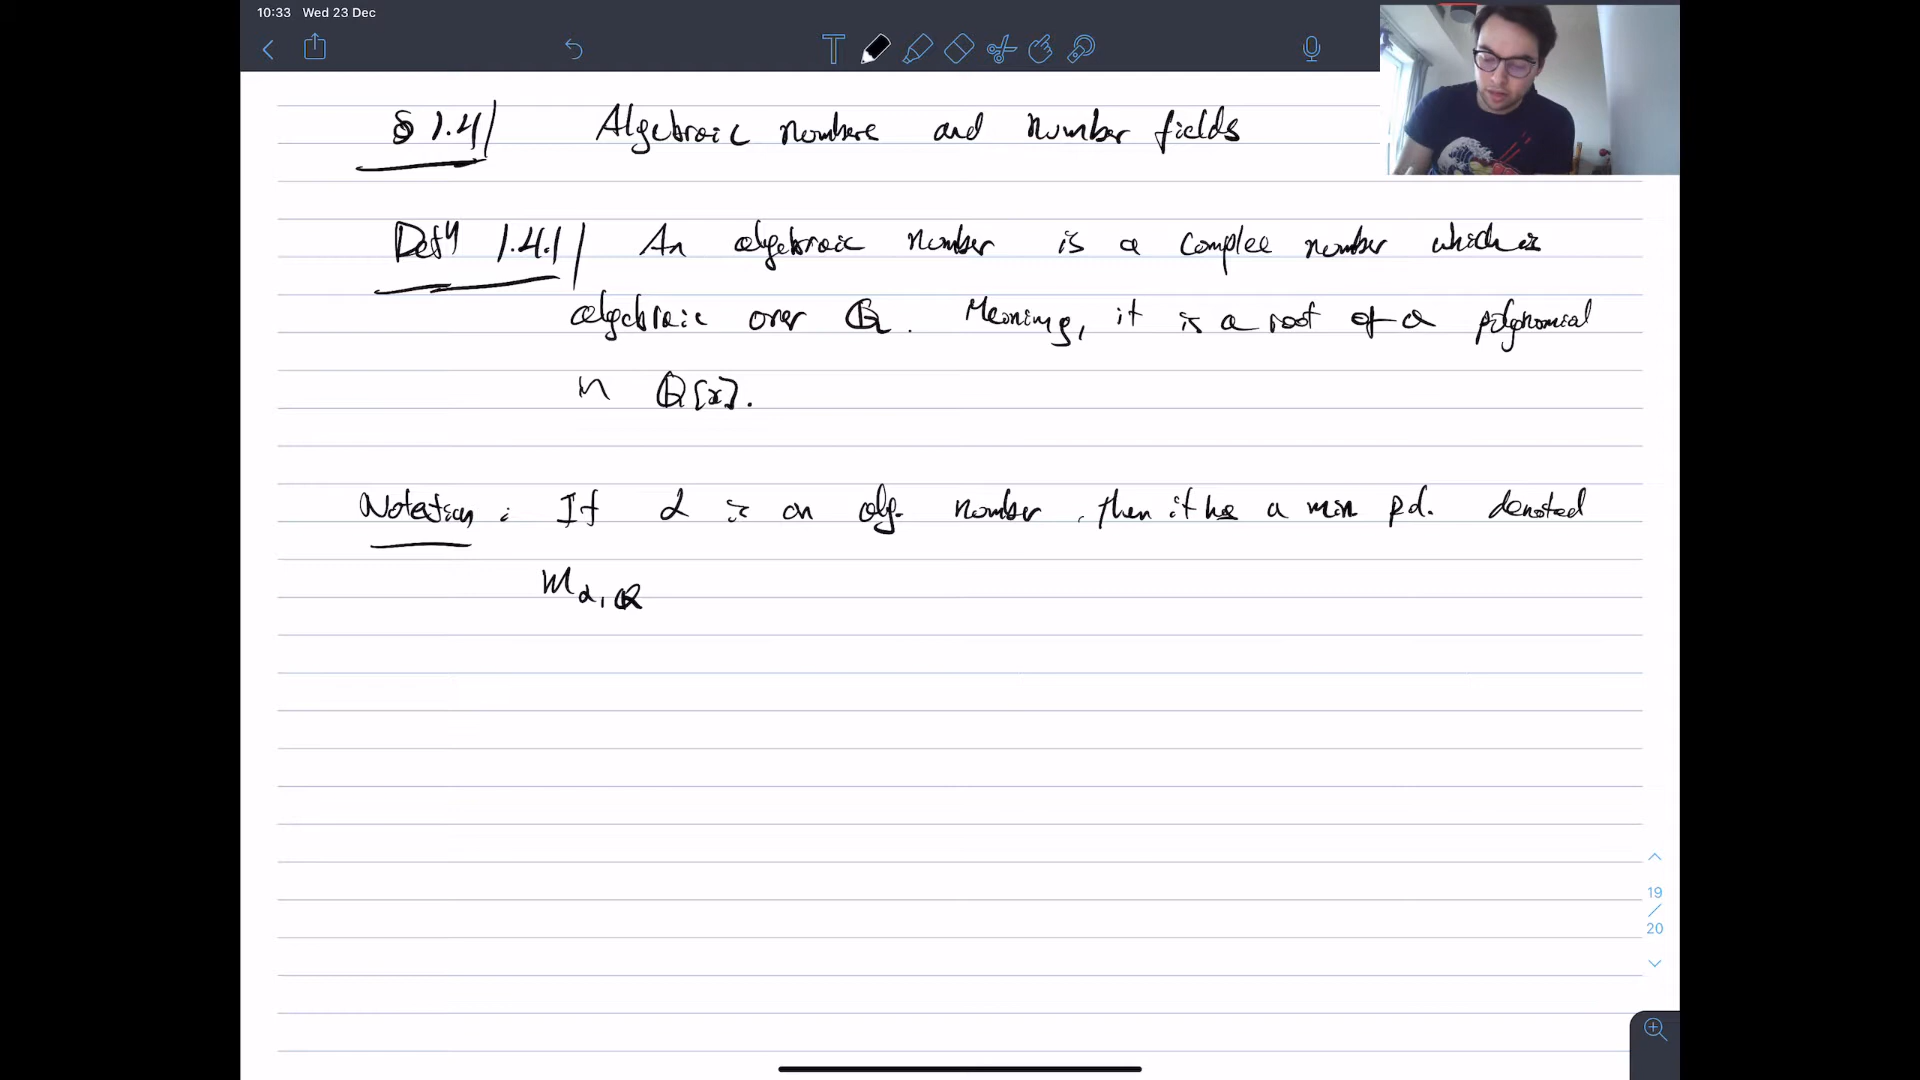 10:33 Wed 23 Dec
§ 1.4 Algebraic numbers and number fields
Defⁿ 1.4.1 An algebraic number is a complex number which is
algebraic over ℚ. Meaning, it is a root of a polynomial
in ℚ[x].
Notation: If α is an alg. number, then it has a min pol. denoted
m_{α,ℚ}
19
/
20